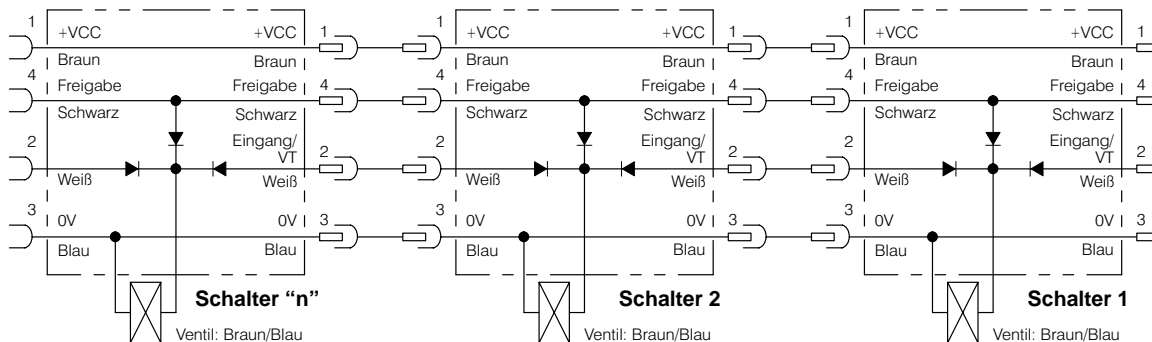 1 +VCC +VCC 1 1 +VCC +VCC 1 1 +VCC +VCC 1
Braun Braun Braun Braun Braun Braun
4 Freigabe Freigabe 4 4 Freigabe Freigabe 4 4 Freigabe Freigabe 4
Schwarz Schwarz Schwarz Schwarz Schwarz Schwarz
Eingang/ Eingang/ Eingang/
2 VT 2 2 VT 2 2 VT 2
Weiß Weiß Weiß Weiß Weiß Weiß
3 0V 0V 3 3 0V 0V 3 3 0V 0V 3
Blau Blau Blau Blau Blau Blau
Schalter “n” Schalter 2 Schalter 1
Ventil: Braun/Blau Ventil: Braun/Blau Ventil: Braun/Blau